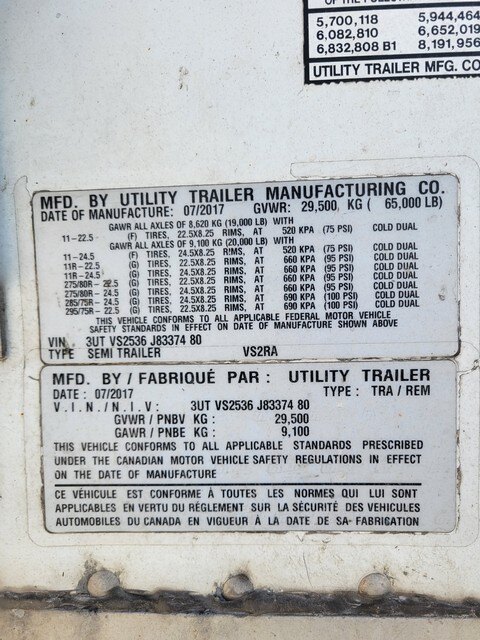 OF THE FOLLOWING
5,700,118 5,944,464
6,082,810 6,652,019
6,832,808 B1 8,191,956
UTILITY TRAILER MFG. CO
MFD. BY UTILITY TRAILER MANUFACTURING CO.
DATE OF MANUFACTURE: 07/2017 GVWR: 29,500 KG ( 65,000 LB)
GAWR ALL AXLES OF 8,620 KG (19,000 LB) WITH
11-22.5 (F) TIRES, 22.5X8.25 RIMS, AT 520 KPA (75 PSI) COLD DUAL
GAWR ALL AXLES OF 9,100 KG (20,000 LB) WITH
11-24.5 (F) TIRES, 24.5X8.25 RIMS, AT 520 KPA (75 PSI) COLD DUAL
11R-22.5 (G) TIRES, 22.5X8.25 RIMS, AT 660 KPA (95 PSI) COLD DUAL
11R-24.5 (G) TIRES, 24.5X8.25 RIMS, AT 660 KPA (95 PSI) COLD DUAL
275/80R-22.5 (G) TIRES, 22.5X8.25 RIMS, AT 660 KPA (95 PSI) COLD DUAL
275/80R-24.5 (G) TIRES, 24.5X8.25 RIMS, AT 660 KPA (95 PSI) COLD DUAL
285/75R-24.5 (G) TIRES, 24.5X8.25 RIMS, AT 690 KPA (100 PSI) COLD DUAL
295/75R-22.5 (G) TIRES, 22.5X8.25 RIMS, AT 690 KPA (100 PSI) COLD DUAL
THIS VEHICLE CONFORMS TO ALL APPLICABLE FEDERAL MOTOR VEHICLE
SAFETY STANDARDS IN EFFECT ON DATE OF MANUFACTURE SHOWN ABOVE
VIN 3UT VS2536 J83374 80
TYPE SEMI TRAILER VS2RA
MFD. BY / FABRIQUÉ PAR : UTILITY TRAILER
DATE : 07/2017 TYPE : TRA / REM
V. I. N. / N. I. V : 3UT VS2536 J83374 80
GVWR / PNBV KG : 29,500
GAWR / PNBE KG : 9,100
THIS VEHICLE CONFORMS TO ALL APPLICABLE STANDARDS PRESCRIBED
UNDER THE CANADIAN MOTOR VEHICLE SAFETY REGULATIONS IN EFFECT
ON THE DATE OF MANUFACTURE
CE VÉHICULE EST CONFORME À TOUTES LES NORMES QUI LUI SONT
APPLICABLES EN VERTU DU RÉGLEMENT SUR LA SÉCURITÉ DES VÉHICULES
AUTOMOBILES DU CANADA EN VIGUEUR À LA DATE DE SA- FABRICATION